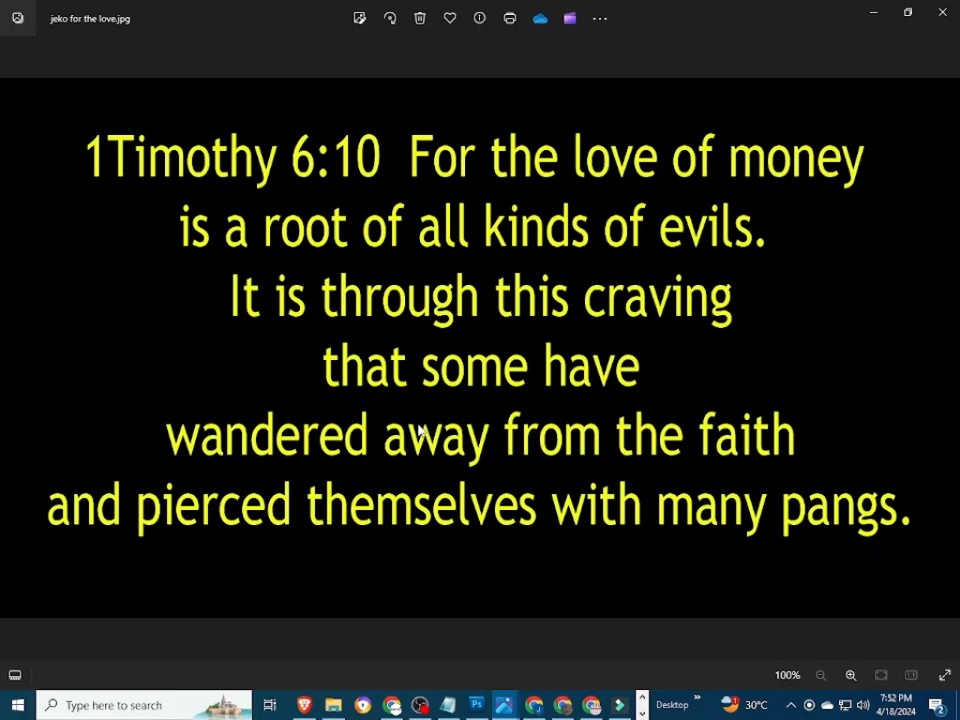 jeko for the love.jpg
1Timothy 6:10 For the love of money
is a root of all kinds of evils.
It is through this craving
that some have
wandered away from the faith
and pierced themselves with many pangs.
100%
Type here to search
Ps
Desktop
30°C
7:52 PM
4/18/2024
2